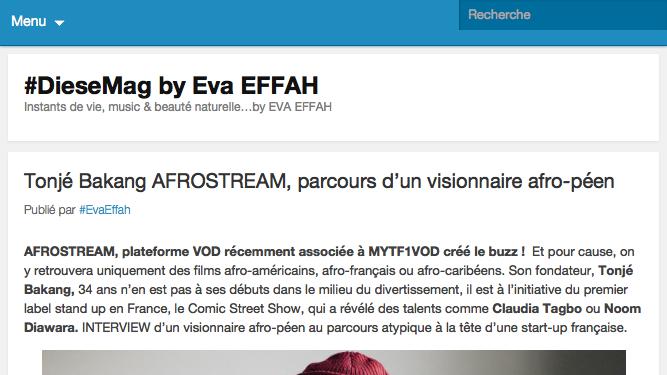 Menu
Recherche
#DieseMag by Eva EFFAH
Instants de vie, music & beauté naturelle…by EVA EFFAH
Tonjé Bakang AFROSTREAM, parcours d’un visionnaire afro-péen
Publié par #EvaEffah
AFROSTREAM, plateforme VOD récemment associée à MYTF1VOD créé le buzz ! Et pour cause, on
y retrouvera uniquement des films afro-américains, afro-français ou afro-caribéens. Son fondateur, Tonjé
Bakang, 34 ans n’en est pas à ses débuts dans le milieu du divertissement, il est à l’initiative du premier
label stand up en France, le Comic Street Show, qui a révélé des talents comme Claudia Tagbo ou Noom
Diawara. INTERVIEW d’un visionnaire afro-péen au parcours atypique à la tête d’une start-up française.